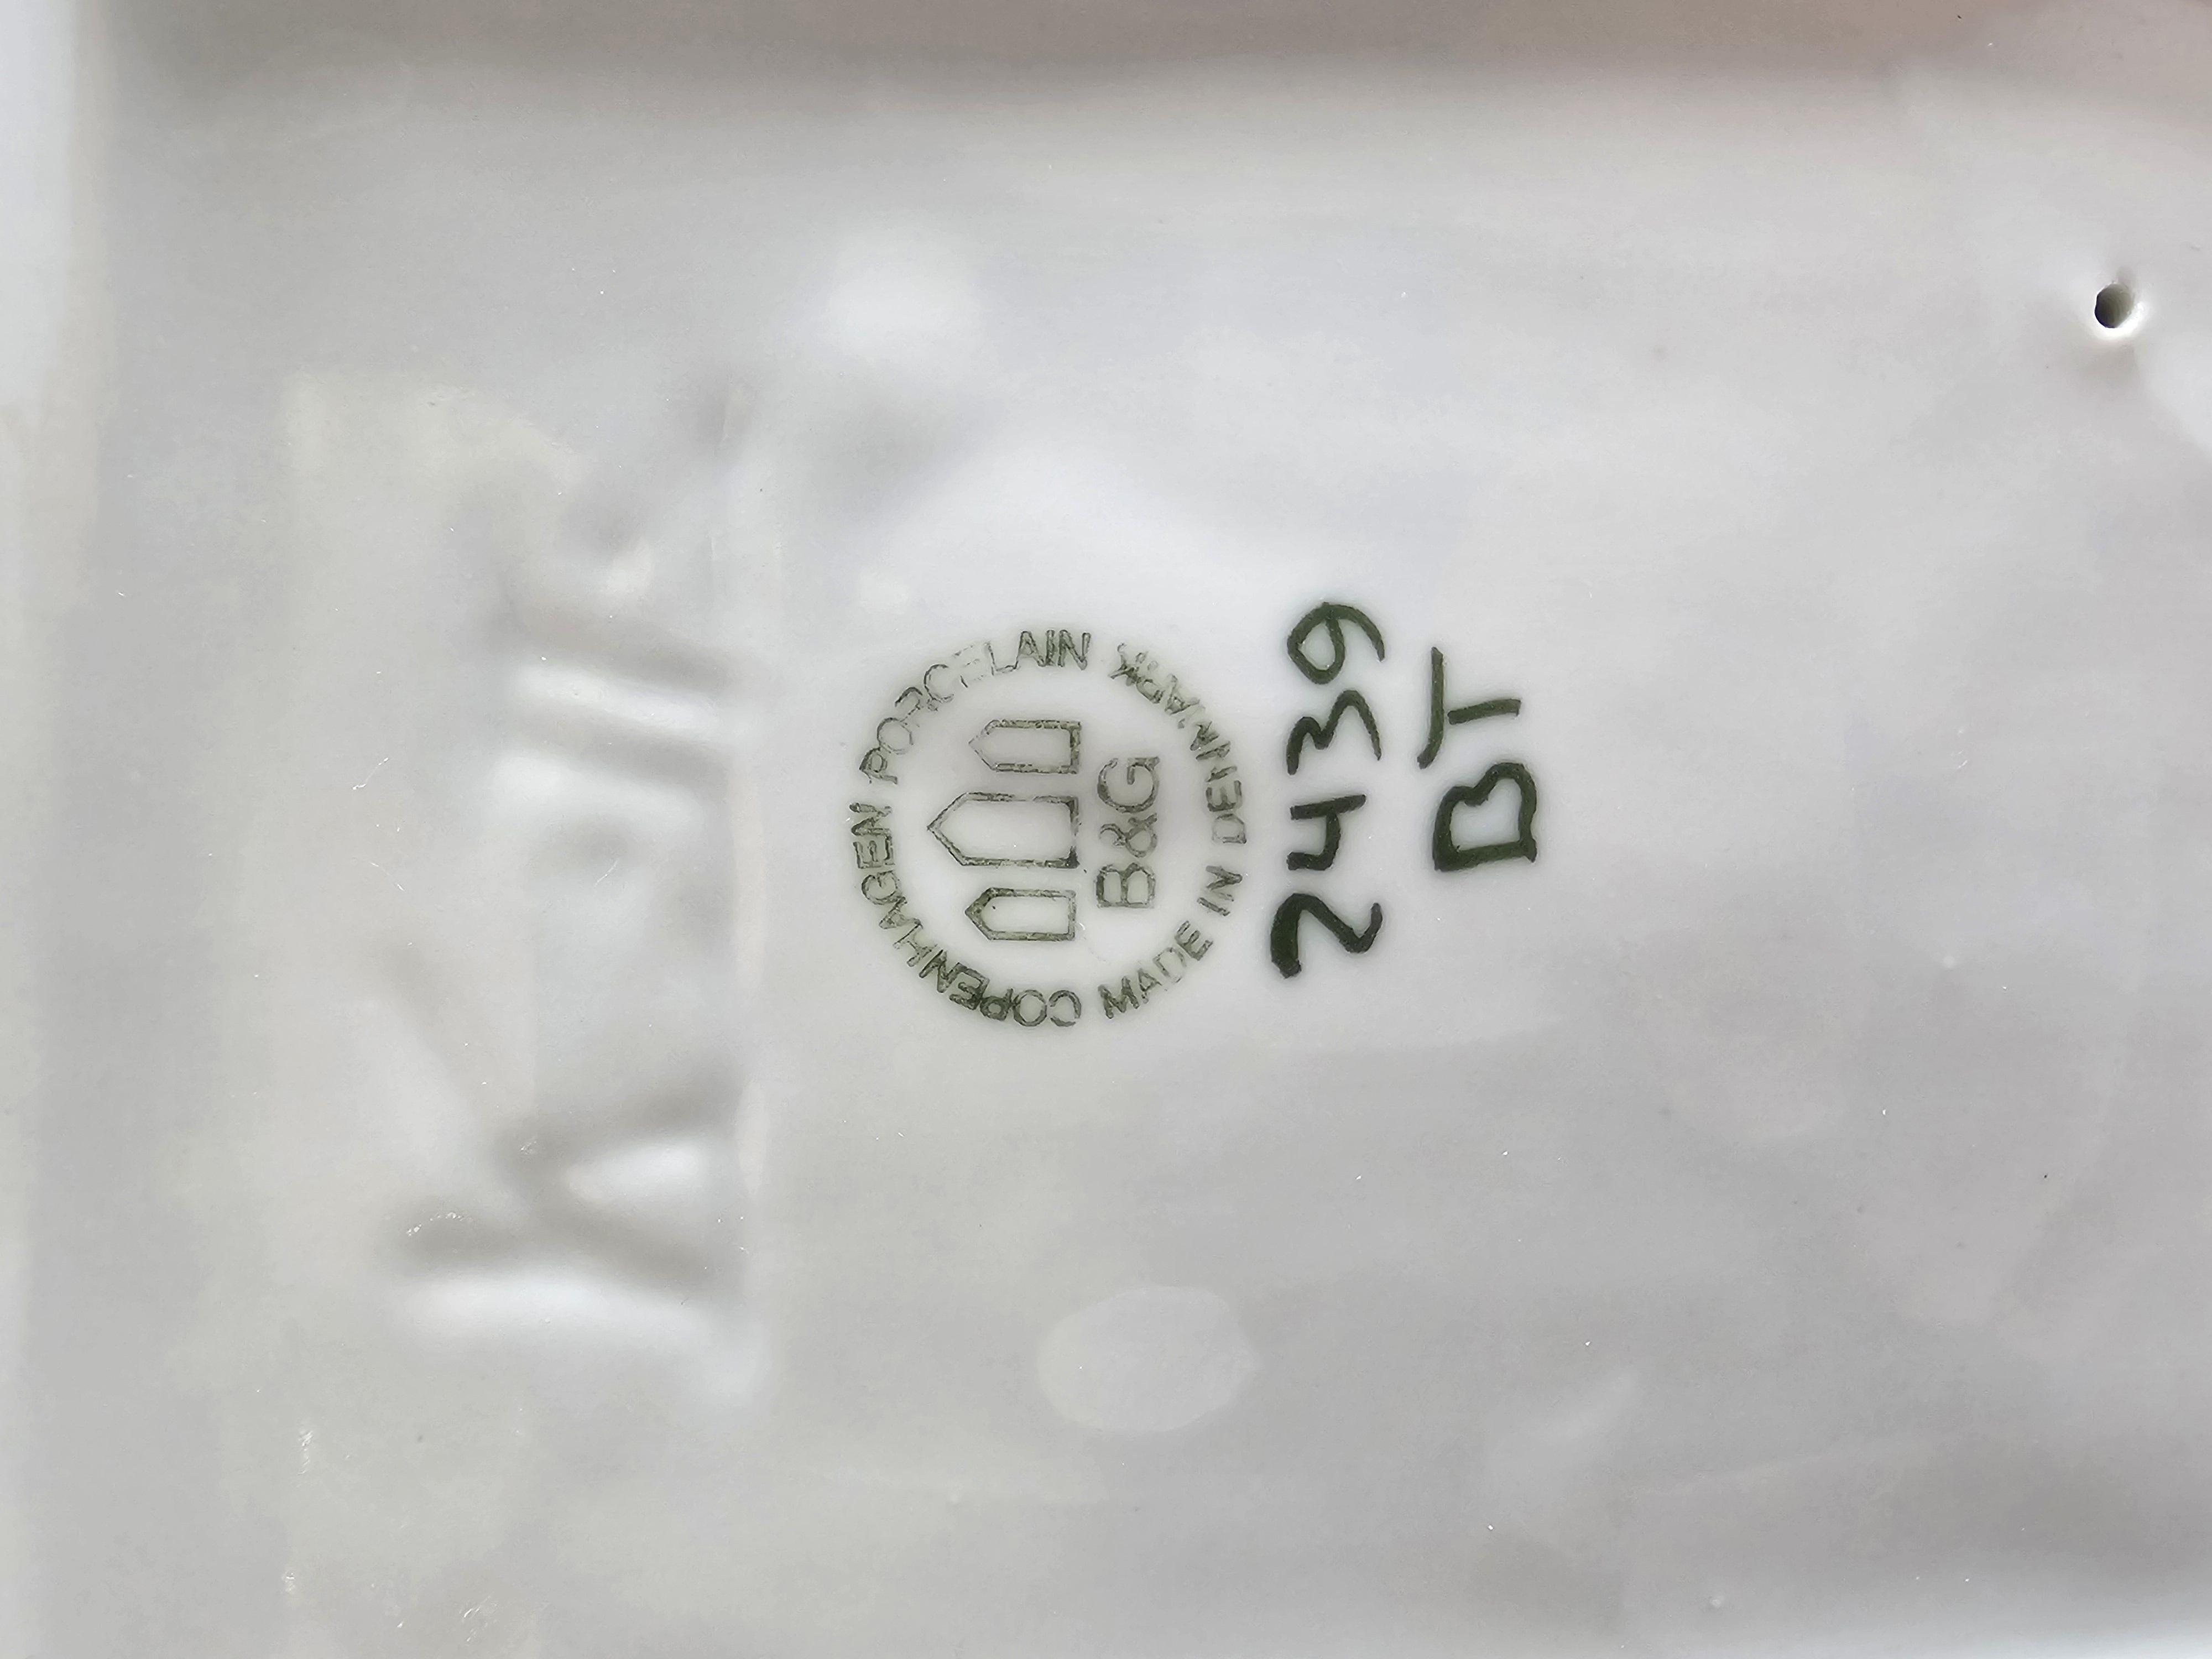 COPENHAGEN PORCELAIN
B&G
MADE IN DENMARK
2439
BT